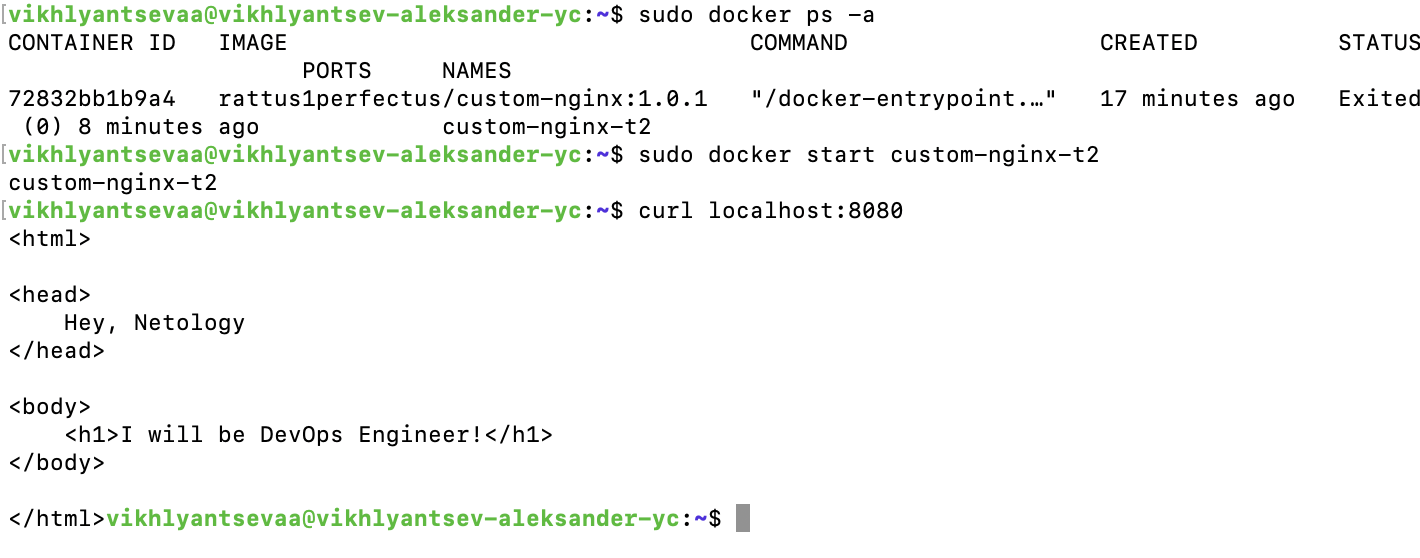 [vikhlyantsevaa@vikhlyantsev-aleksander-yc:~$ sudo docker ps -a
CONTAINER ID   IMAGE                                 COMMAND                  CREATED          STATUS
                     PORTS     NAMES
72832bb1b9a4   rattus1perfectus/custom-nginx:1.0.1   "/docker-entrypoint.…"   17 minutes ago   Exited
 (0) 8 minutes ago             custom-nginx-t2
[vikhlyantsevaa@vikhlyantsev-aleksander-yc:~$ sudo docker start custom-nginx-t2
custom-nginx-t2
[vikhlyantsevaa@vikhlyantsev-aleksander-yc:~$ curl localhost:8080
<html>

<head>
    Hey, Netology
</head>

<body>
    <h1>I will be DevOps Engineer!</h1>
</body>

</html>vikhlyantsevaa@vikhlyantsev-aleksander-yc:~$